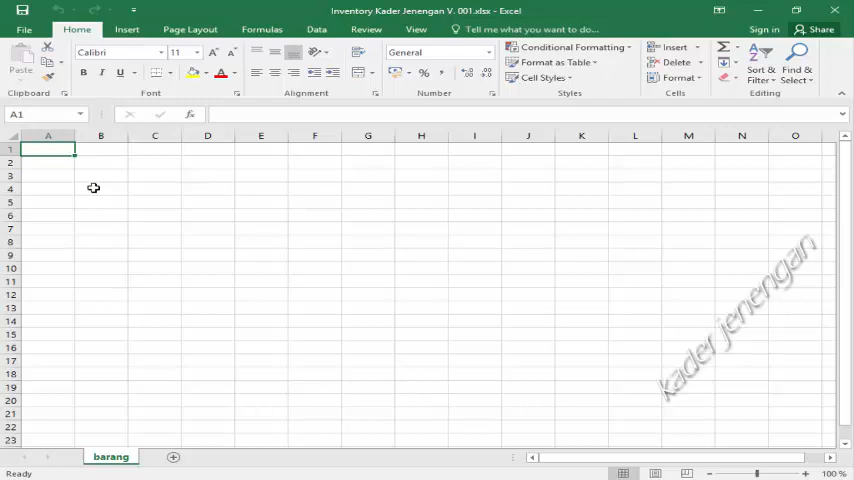 Inventory Kader Jenengan V. 001.xlsx - Excel
File Home Insert Page Layout Formulas Data Review View Tell me what you want to do... Sign in Share
Paste
Calibri 11
B I U
A A
A
General
% ,
Conditional Formatting
Format as Table
Cell Styles
Insert
Delete
Format
Sort & Filter
Find & Select
Clipboard Font Alignment Number Styles Cells Editing
A1 fx
A B C D E F G H I J K L M N O
1
2
3
4
5
6
7
8
9
10
11
12
13
14
15
16
17
18
19
20
21
22
23
kader jenengan
barang
Ready 100 %